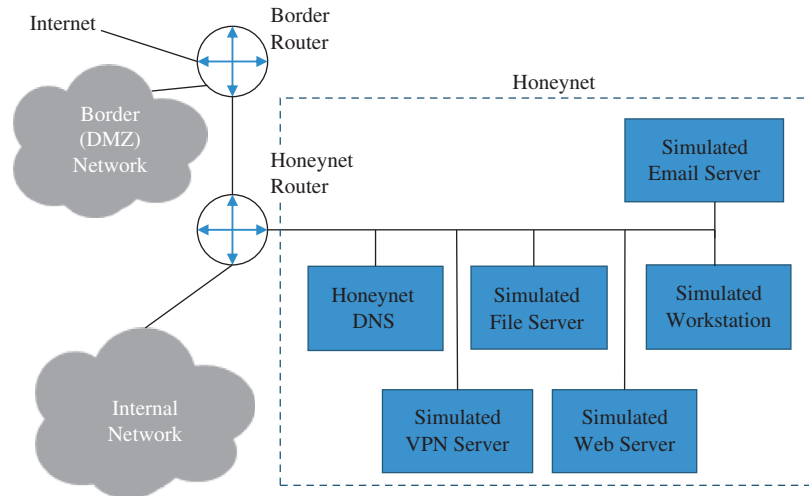 Internet
Border
Router
Honeynet
Border
(DMZ)
Network
Simulated
Email Server
Honeynet
Router
Honeynet
DNS
Simulated
File Server
Simulated
Workstation
Internal
Network
Simulated
VPN Server
Simulated
Web Server